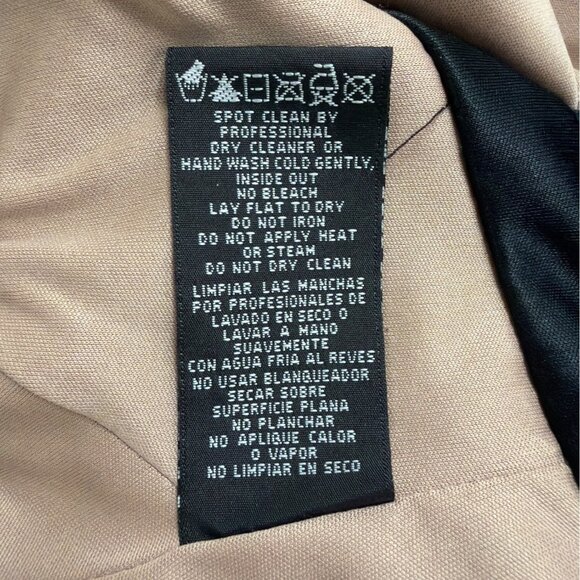 SPOT CLEAN BY
PROFESSIONAL
DRY CLEANER OR
HAND WASH COLD GENTLY,
INSIDE OUT
NO BLEACH
LAY FLAT TO DRY
DO NOT IRON
DO NOT APPLY HEAT
OR STEAM
DO NOT DRY CLEAN
LIMPIAR LAS MANCHAS
POR PROFESIONALES DE
LAVADO EN SECO O
LAVAR A MANO
SUAVEMENTE
CON AGUA FRIA AL REVES
NO USAR BLANQUEADOR
SECAR SOBRE
SUPERFICIE PLANA
NO PLANCHAR
NO APLIQUE CALOR
O VAPOR
NO LIMPIAR EN SECO